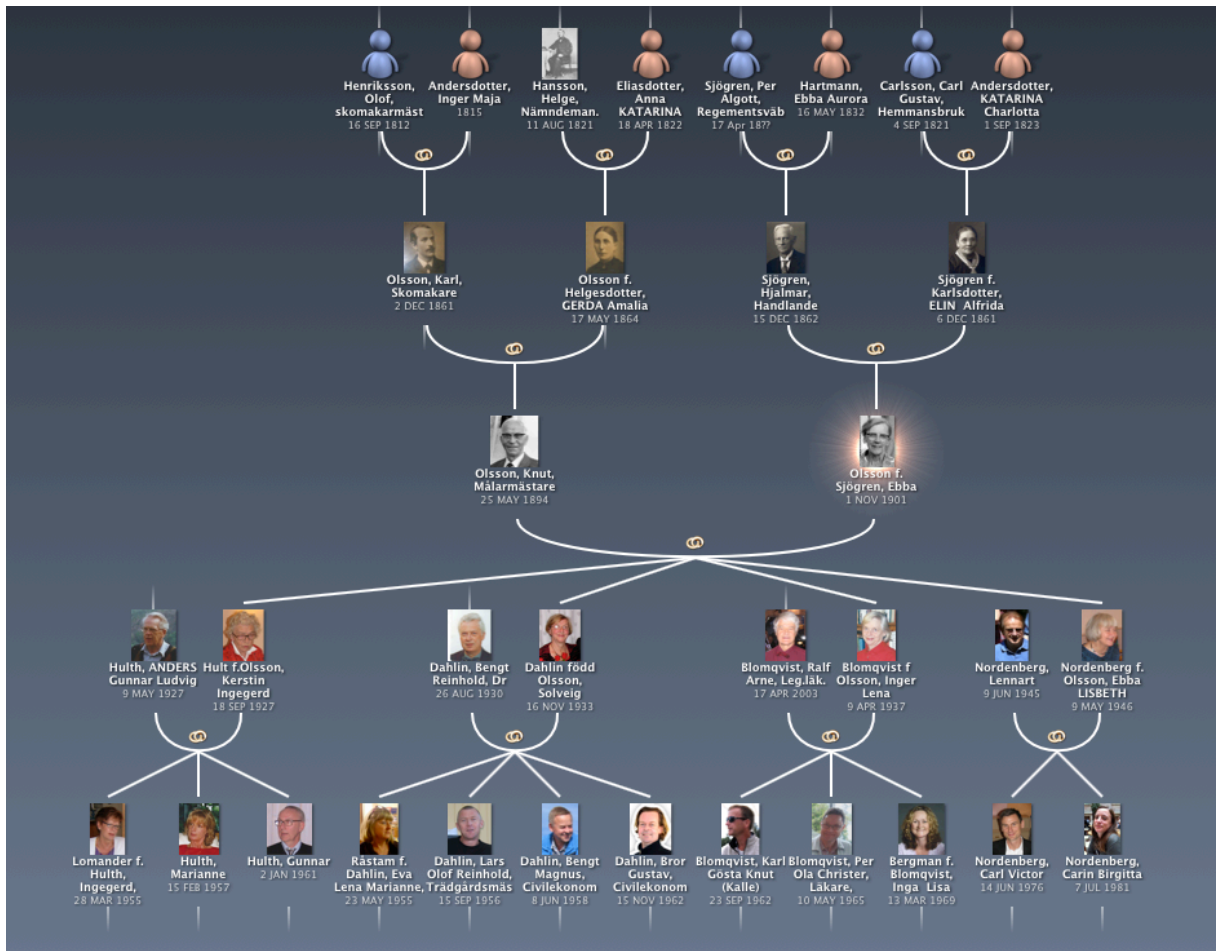 Henriksson,
Olof,
skomakarmäst
16 SEP 1812
Andersdotter,
Inger Maja
1815
Hansson,
Helge,
Nämndeman.
11 AUG 1821
Eliasdotter,
Anna
KATARINA
18 APR 1822
Sjögren, Per
Algott,
Regementsväb
17 Apr 18??
Hartmann,
Ebba Aurora
16 MAY 1832
Carlsson, Carl
Gustav,
Hemmansbruk
4 SEP 1821
Andersdotter,
KATARINA
Charlotta
1 SEP 1823
Olsson, Karl,
Skomakare
2 DEC 1861
Olsson f.
Helgesdotter,
GERDA Amalia
17 MAY 1864
Sjögren,
Hjalmar,
Handlande
15 DEC 1862
Sjögren f.
Karlsdotter,
ELIN Alfrida
6 DEC 1861
Olsson, Knut,
Målarmästare
25 MAY 1894
Olsson f.
Sjögren, Ebba
1 NOV 1901
Hulth, ANDERS
Gunnar Ludvig
9 MAY 1927
Hult f.Olsson,
Kerstin
Ingegerd
18 SEP 1927
Dahlin, Bengt
Reinhold, Dr
26 AUG 1930
Dahlin född
Olsson,
Solveig
16 NOV 1933
Blomqvist, Ralf
Arne, Leg.läk.
17 APR 2003
Blomqvist f
Olsson, Inger
Lena
9 APR 1937
Nordenberg,
Lennart
9 JUN 1945
Nordenberg f.
Olsson, Ebba
LISBETH
9 MAY 1946
Lomander f.
Hulth,
Ingegerd,
28 MAR 1955
Hulth,
Marianne
15 FEB 1957
Hulth, Gunnar
2 JAN 1961
Råstam f.
Dahlin, Eva
Lena Marianne,
23 MAY 1955
Dahlin, Lars
Olof Reinhold,
Trädgårdsmäs
15 SEP 1956
Dahlin, Bengt
Magnus,
Civilekonom
8 JUN 1958
Dahlin, Bror
Gustav,
Civilekonom
15 NOV 1962
Blomqvist, Karl
Gösta Knut
(Kalle)
23 SEP 1962
Blomqvist, Per
Ola Christer,
Läkare,
10 MAY 1965
Bergman f.
Blomqvist,
Inga Lisa
13 MAR 1969
Nordenberg,
Carl Victor
14 JUN 1976
Nordenberg,
Carin Birgitta
7 JUL 1981